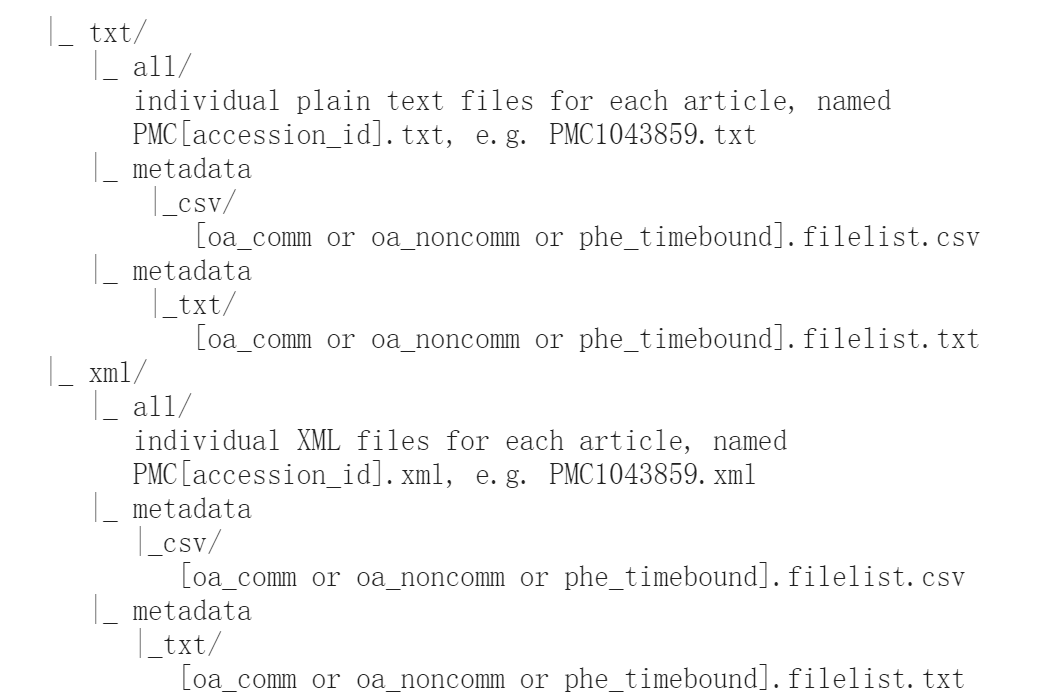 |_ txt/
|_ all/
individual plain text files for each article, named
PMC[accession_id].txt, e.g. PMC1043859.txt
|_ metadata
|_csv/
[oa_comm or oa_noncomm or phe_timebound].filelist.csv
|_ metadata
|_txt/
[oa_comm or oa_noncomm or phe_timebound].filelist.txt
|_ xml/
|_ all/
individual XML files for each article, named
PMC[accession_id].xml, e.g. PMC1043859.xml
|_ metadata
|_csv/
[oa_comm or oa_noncomm or phe_timebound].filelist.csv
|_ metadata
|_txt/
[oa_comm or oa_noncomm or phe_timebound].filelist.txt